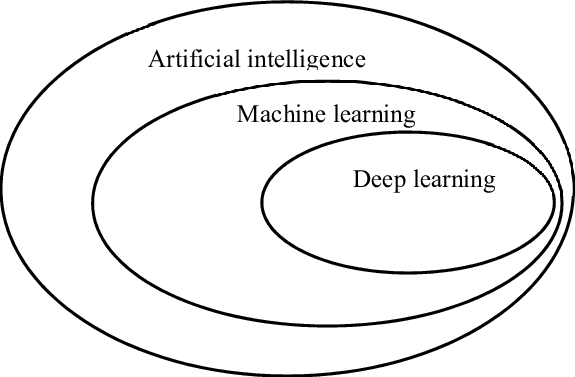 Artificial intelligence
Machine learning
Deep learning